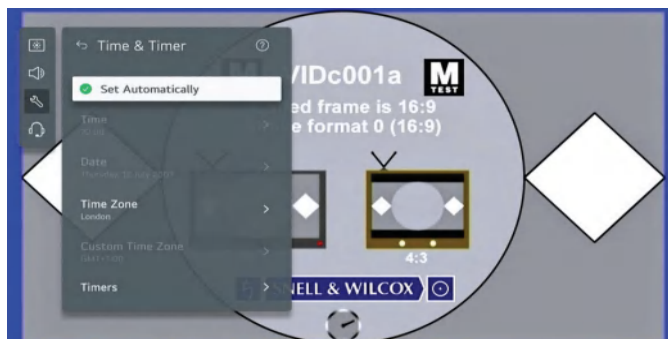 Time & Timer
Set Automatically
Time
Date
Time Zone
London
Custom Time Zone
Timers
VIDc001a
M
TEST
ed frame is 16:9
e format 0 (16:9)
4:3
SNELL & WILCOX